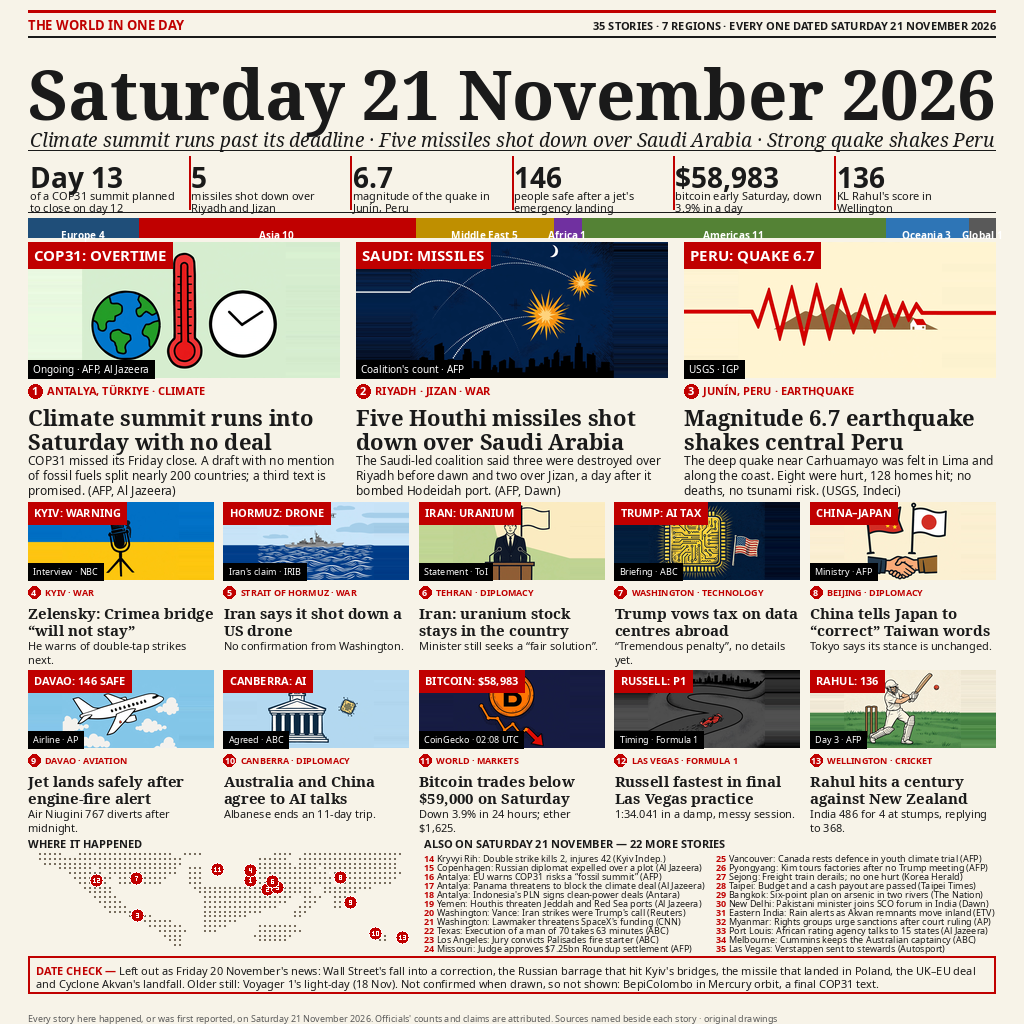 THE WORLD IN ONE DAY
35 STORIES · 7 REGIONS · EVERY ONE DATED SATURDAY 21 NOVEMBER 2026
Saturday 21 November 2026
Climate summit runs past its deadline · Five missiles shot down over Saudi Arabia · Strong quake shakes Peru
Day 13
of a COP31 summit planned
to close on day 12
5
missiles shot down over
Riyadh and Jizan
6.7
magnitude of the quake in
Junín, Peru
146
people safe after a jet's
emergency landing
$58,983
bitcoin early Saturday, down
3.9% in a day
136
KL Rahul's score in
Wellington
Europe 4
Asia 10
Middle East 5
Africa 1
Americas 11
Oceania 3
Global
COP31: OVERTIME
Ongoing · AFP, Al Jazeera
1 ANTALYA, TÜRKIYE · CLIMATE
Climate summit runs into
Saturday with no deal
COP31 missed its Friday close. A draft with no mention
of fossil fuels split nearly 200 countries; a third text is
promised. (AFP, Al Jazeera)
SAUDI: MISSILES
Coalition's count · AFP
2 RIYADH · JIZAN · WAR
Five Houthi missiles shot
down over Saudi Arabia
The Saudi-led coalition said three were destroyed over
Riyadh before dawn and two over Jizan, a day after it
bombed Hodeidah port. (AFP, Dawn)
PERU: QUAKE 6.7
USGS · IGP
3 JUNÍN, PERU · EARTHQUAKE
Magnitude 6.7 earthquake
shakes central Peru
The deep quake near Carhuamayo was felt in Lima and
along the coast. Eight were hurt, 128 homes hit; no
deaths, no tsunami risk. (USGS, Indeci)
KYIV: WARNING
Interview · NBC
4 KYIV · WAR
Zelensky: Crimea bridge
“will not stay”
He warns of double-tap strikes
next.
HORMUZ: DRONE
Iran's claim · IRIB
5 STRAIT OF HORMUZ · WAR
Iran says it shot down a
US drone
No confirmation from Washington.
IRAN: URANIUM
Statement · ToI
6 TEHRAN · DIPLOMACY
Iran: uranium stock
stays in the country
Minister still seeks a “fair solution”.
TRUMP: AI TAX
Briefing · ABC
7 WASHINGTON · TECHNOLOGY
Trump vows tax on data
centres abroad
“Tremendous penalty”, no details
yet.
CHINA–JAPAN
Ministry · AFP
8 BEIJING · DIPLOMACY
China tells Japan to
“correct” Taiwan words
Tokyo says its stance is unchanged.
DAVAO: 146 SAFE
Airline · AP
9 DAVAO · AVIATION
Jet lands safely after
engine-fire alert
Air Niugini 767 diverts after
midnight.
CANBERRA: AI
Agreed · ABC
10 CANBERRA · DIPLOMACY
Australia and China
agree to AI talks
Albanese ends an 11-day trip.
BITCOIN: $58,983
B
CoinGecko · 02:08 UTC
11 WORLD · MARKETS
Bitcoin trades below
$59,000 on Saturday
Down 3.9% in 24 hours; ether
$1,625.
RUSSELL: P1
Timing · Formula 1
12 LAS VEGAS · FORMULA 1
Russell fastest in final
Las Vegas practice
1:34.041 in a damp, messy session.
RAHUL: 136
Day 3 · AFP
13 WELLINGTON · CRICKET
Rahul hits a century
against New Zealand
India 486 for 4 declared, replying
to 368.
WHERE IT HAPPENED
12
7
11
4
1
8
9
3
10
13
ALSO ON SATURDAY 21 NOVEMBER — 22 MORE STORIES
14 Kryvyi Rih: Double strike kills 2, injures 42 (Kyiv Indep.)
15 Copenhagen: Russian diplomat expelled over a plot (Al Jazeera)
16 Antalya: EU warns COP31 risks a “fossil summit” (AFP)
17 Antalya: Panama threatens to block the climate deal (Al Jazeera)
18 Antalya: Indonesia's PLN signs clean-power deals (Antara)
19 Yemen: Houthis threaten Jeddah and Red Sea ports (Al Jazeera)
20 Washington: Vance: Iran strikes were Trump's call (Reuters)
21 Washington: Lawmaker threatens SpaceX's funding (CNN)
22 Texas: Execution of a man of 70 takes 63 minutes (ABC)
23 Los Angeles: Jury convicts Palisades fire starter (ABC)
24 Missouri: Judge approves $7.25bn Roundup settlement (AFP)
25 Vancouver: Canada rests defence in youth climate trial (AFP)
26 Pyongyang: Kim tours factories after no Trump meeting (AFP)
27 Sejong: Freight train derails; no one hurt (Korea Herald)
28 Taipei: Budget and a cash payout are passed (Taipei Times)
29 Bangkok: Six-point plan on arsenic in two rivers (The Nation)
30 New Delhi: Pakistani minister joins SCO forum in India (Dawn)
31 Eastern India: Rain alerts as Akvan remnants move inland (ETV)
32 Myanmar: Rights groups urge sanctions after court ruling (AP)
33 Port Louis: African rating agency talks to 15 states (Al Jazeera)
34 Melbourne: Cummins keeps the Australian captaincy (ABC)
35 Las Vegas: Verstappen sent to stewards (Autosport)
DATE CHECK — Left out as Friday 20 November's news: Wall Street's fall into a correction, the Russian barrage that hit Kyiv's bridges, the missile that landed in Poland, the UK–EU deal
and Cyclone Akvan's landfall. Older still: Voyager 1's light-day (18 Nov). Not confirmed when drawn, so not shown: BepiColombo in Mercury orbit, a final COP31 text.
Every story here happened, or was first reported, on Saturday 21 November 2026. Officials' counts and claims are attributed. Sources named beside each story · original drawings